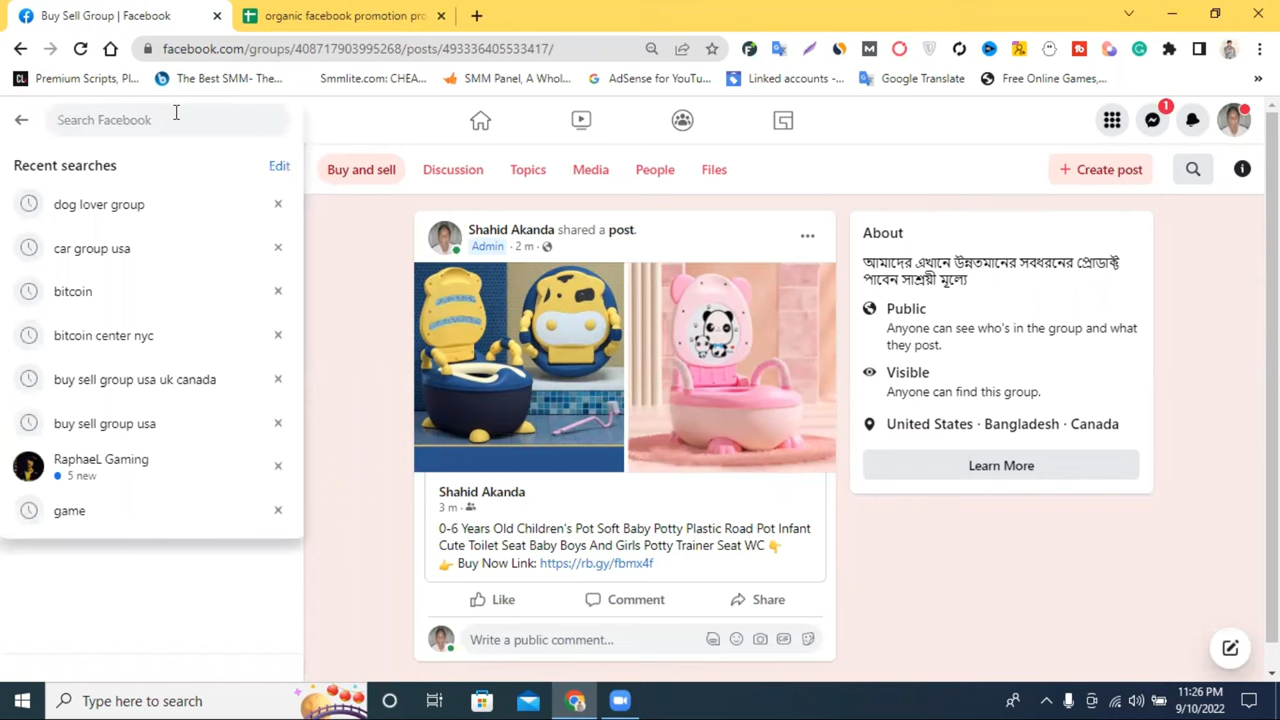 Buy Sell Group | Facebook
organic facebook promotion pro
facebook.com/groups/408717903995268/posts/493336405533417/
Premium Scripts, Pl...
The Best SMM- The...
Smmlite.com: CHEA...
SMM Panel, A Whol...
AdSense for YouTu...
Linked accounts -...
Google Translate
Free Online Games,...
Search Facebook
1
Recent searches
Edit
dog lover group
car group usa
bitcoin
bitcoin center nyc
buy sell group usa uk canada
buy sell group usa
RaphaeL Gaming
5 new
game
Buy and sell
Discussion
Topics
Media
People
Files
+ Create post
Shahid Akanda shared a post.
Admin · 2 m ·
Shahid Akanda
3 m ·
0-6 Years Old Children's Pot Soft Baby Potty Plastic Road Pot Infant
Cute Toilet Seat Baby Boys And Girls Potty Trainer Seat WC 👇
👉 Buy Now Link: https://rb.gy/fbmx4f
Like
Comment
Share
Write a public comment...
GIF
About
আমাদের এখানে উন্নতমানের সবধরনের প্রোডাক্ট
পাবেন সাশ্রয়ী মূল্যে
Public
Anyone can see who's in the group and what
they post.
Visible
Anyone can find this group.
United States · Bangladesh · Canada
Learn More
Type here to search
11:26 PM
9/10/2022